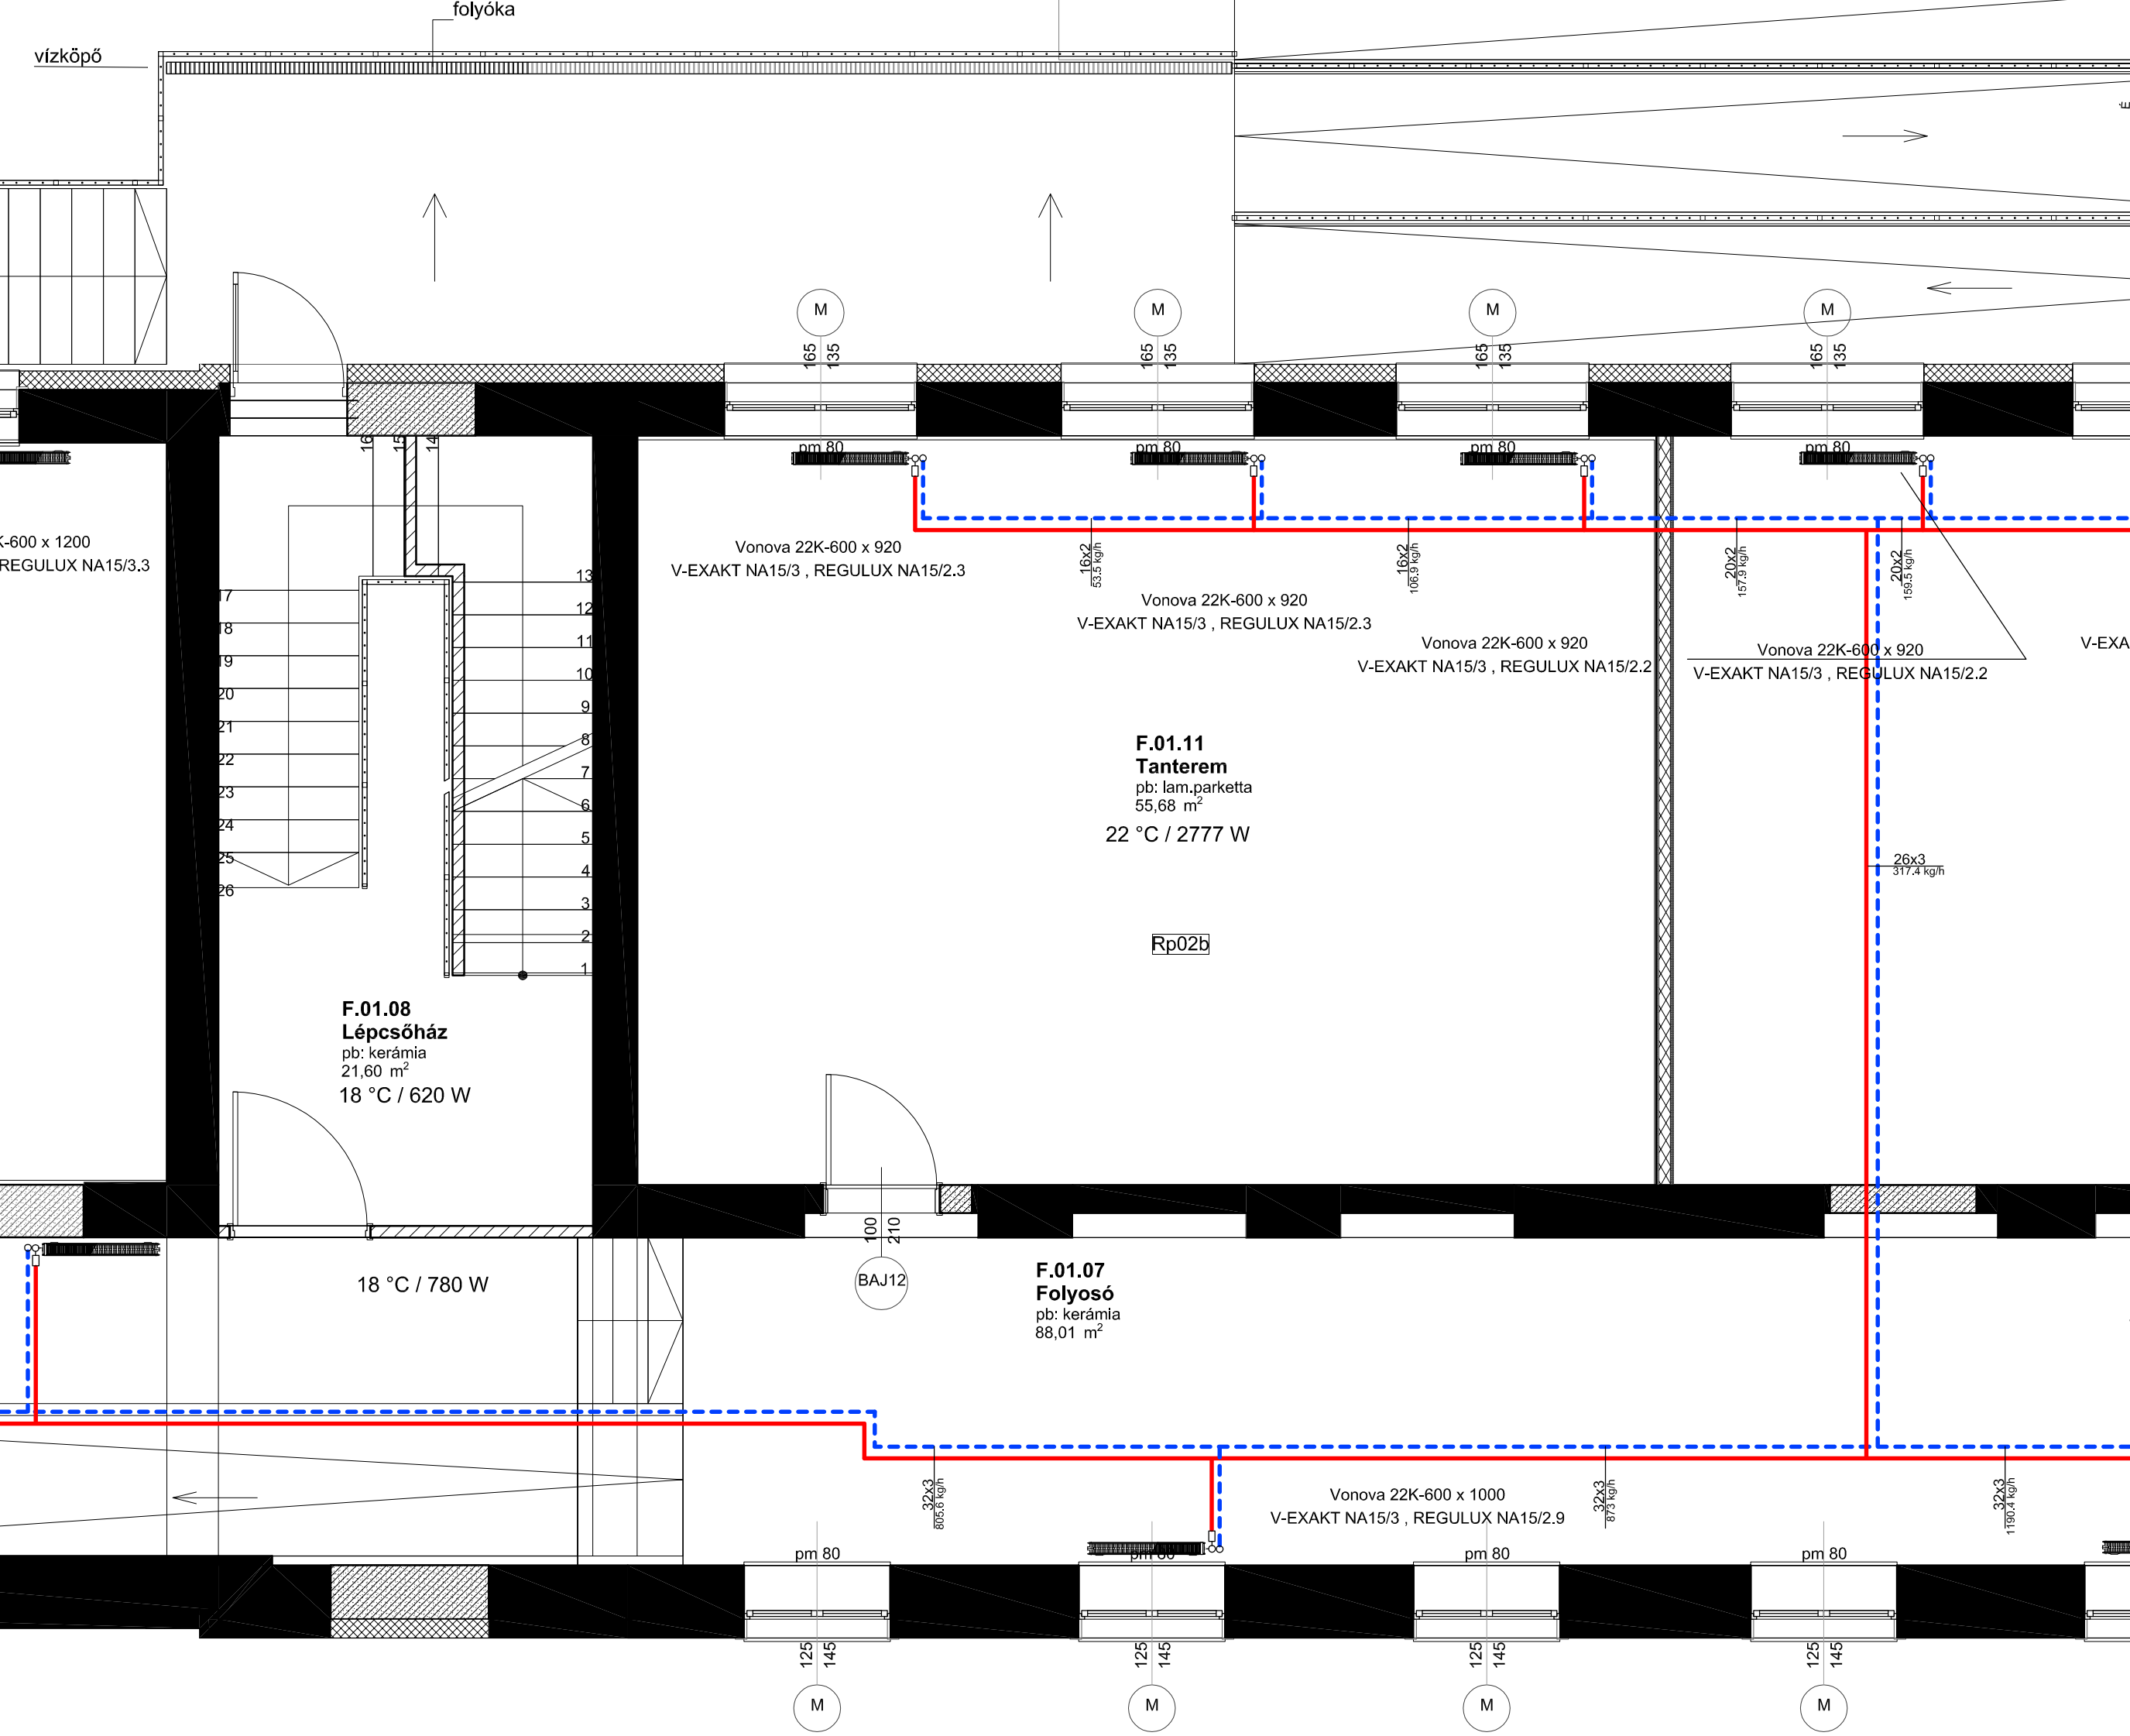 folyóka
vízköpő
M
M
M
M
165
135
165
135
165
135
165
135
16
15
14
pm 80
pm 80
pm 80
pm 80
K-600 x 1200
REGULUX NA15/3.3
Vonova 22K-600 x 920
V-EXAKT NA15/3 , REGULUX NA15/2.3
16x2
53.5 kg/h
16x2
106.9 kg/h
20x2
157.9 kg/h
20x2
159.5 kg/h
Vonova 22K-600 x 920
V-EXAKT NA15/3 , REGULUX NA15/2.3
Vonova 22K-600 x 920
V-EXAKT NA15/3 , REGULUX NA15/2.2
Vonova 22K-600 x 920
V-EXAKT NA15/3 , REGULUX NA15/2.2
V-EXA
17
18
19
20
21
22
23
24
25
26
13
12
11
10
9
8
7
6
5
4
3
2
1
F.01.11
Tanterem
pb: lam.parketta
55,68 m²
22 °C / 2777 W
26x3
317.4 kg/h
Rp02b
F.01.08
Lépcsőház
pb: kerámia
21,60 m²
18 °C / 620 W
100
210
BAJ12
18 °C / 780 W
F.01.07
Folyosó
pb: kerámia
88,01 m²
32x3
805.6 kg/h
Vonova 22K-600 x 1000
V-EXAKT NA15/3 , REGULUX NA15/2.9
32x3
873 kg/h
32x3
1190.4 kg/h
pm 80
pm 80
pm 80
pm 80
125
145
125
145
125
145
125
145
M
M
M
M